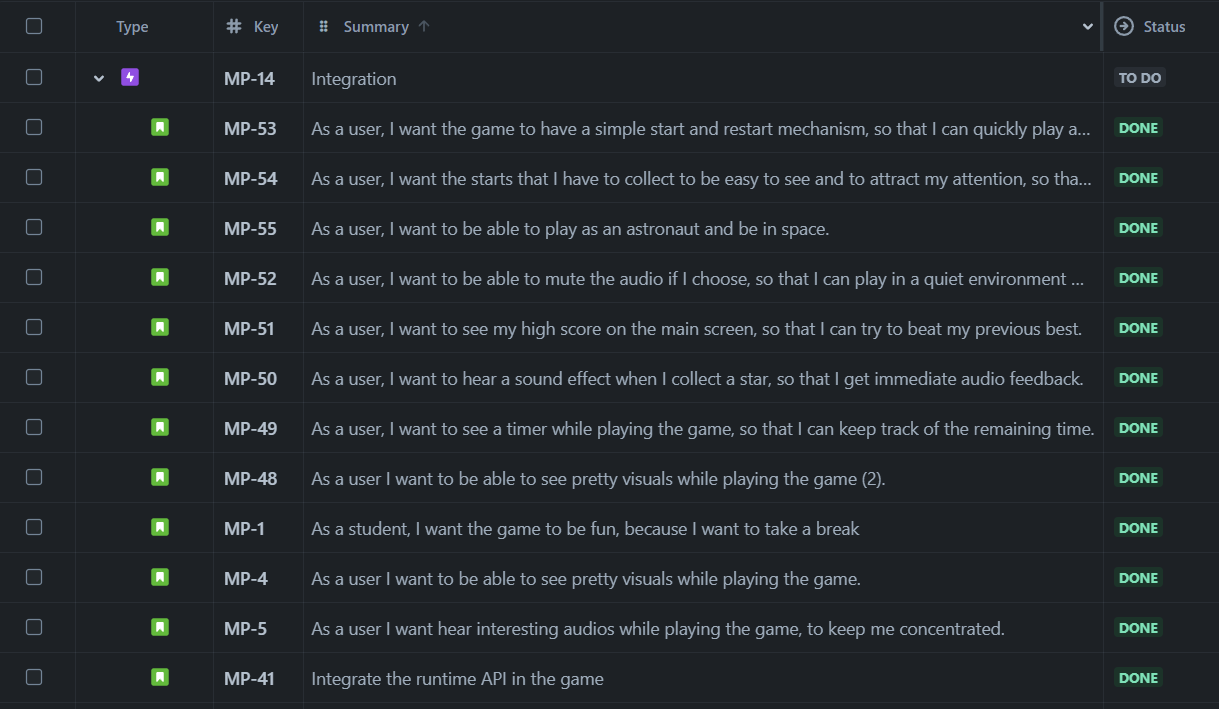 Type Key Summary Status
MP-14 Integration TO DO
MP-53 As a user, I want the game to have a simple start and restart mechanism, so that I can quickly play a... DONE
MP-54 As a user, I want the starts that I have to collect to be easy to see and to attract my attention, so tha... DONE
MP-55 As a user, I want to be able to play as an astronaut and be in space. DONE
MP-52 As a user, I want to be able to mute the audio if I choose, so that I can play in a quiet environment ... DONE
MP-51 As a user, I want to see my high score on the main screen, so that I can try to beat my previous best. DONE
MP-50 As a user, I want to hear a sound effect when I collect a star, so that I get immediate audio feedback. DONE
MP-49 As a user, I want to see a timer while playing the game, so that I can keep track of the remaining time. DONE
MP-48 As a user I want to be able to see pretty visuals while playing the game (2). DONE
MP-1 As a student, I want the game to be fun, because I want to take a break DONE
MP-4 As a user I want to be able to see pretty visuals while playing the game. DONE
MP-5 As a user I want hear interesting audios while playing the game, to keep me concentrated. DONE
MP-41 Integrate the runtime API in the game DONE